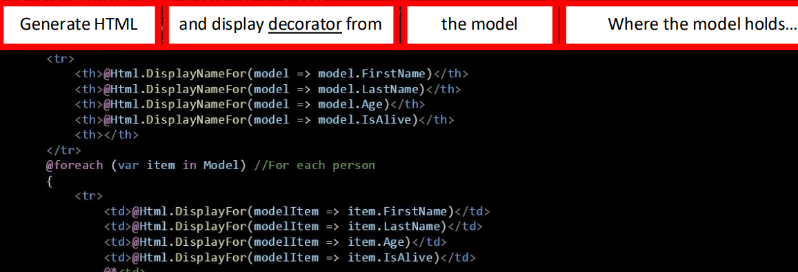 Generate HTML and display decorator from the model Where the model holds...
<tr>
<th>@Html.DisplayNameFor(model => model.FirstName)</th>
<th>@Html.DisplayNameFor(model => model.LastName)</th>
<th>@Html.DisplayNameFor(model => model.Age)</th>
<th>@Html.DisplayNameFor(model => model.IsAlive)</th>
<th></th>
</tr>
@foreach (var item in Model) //For each person
{
<tr>
<td>@Html.DisplayFor(modelItem => item.FirstName)</td>
<td>@Html.DisplayFor(modelItem => item.LastName)</td>
<td>@Html.DisplayFor(modelItem => item.Age)</td>
<td>@Html.DisplayFor(modelItem => item.IsAlive)</td>
@*<td>